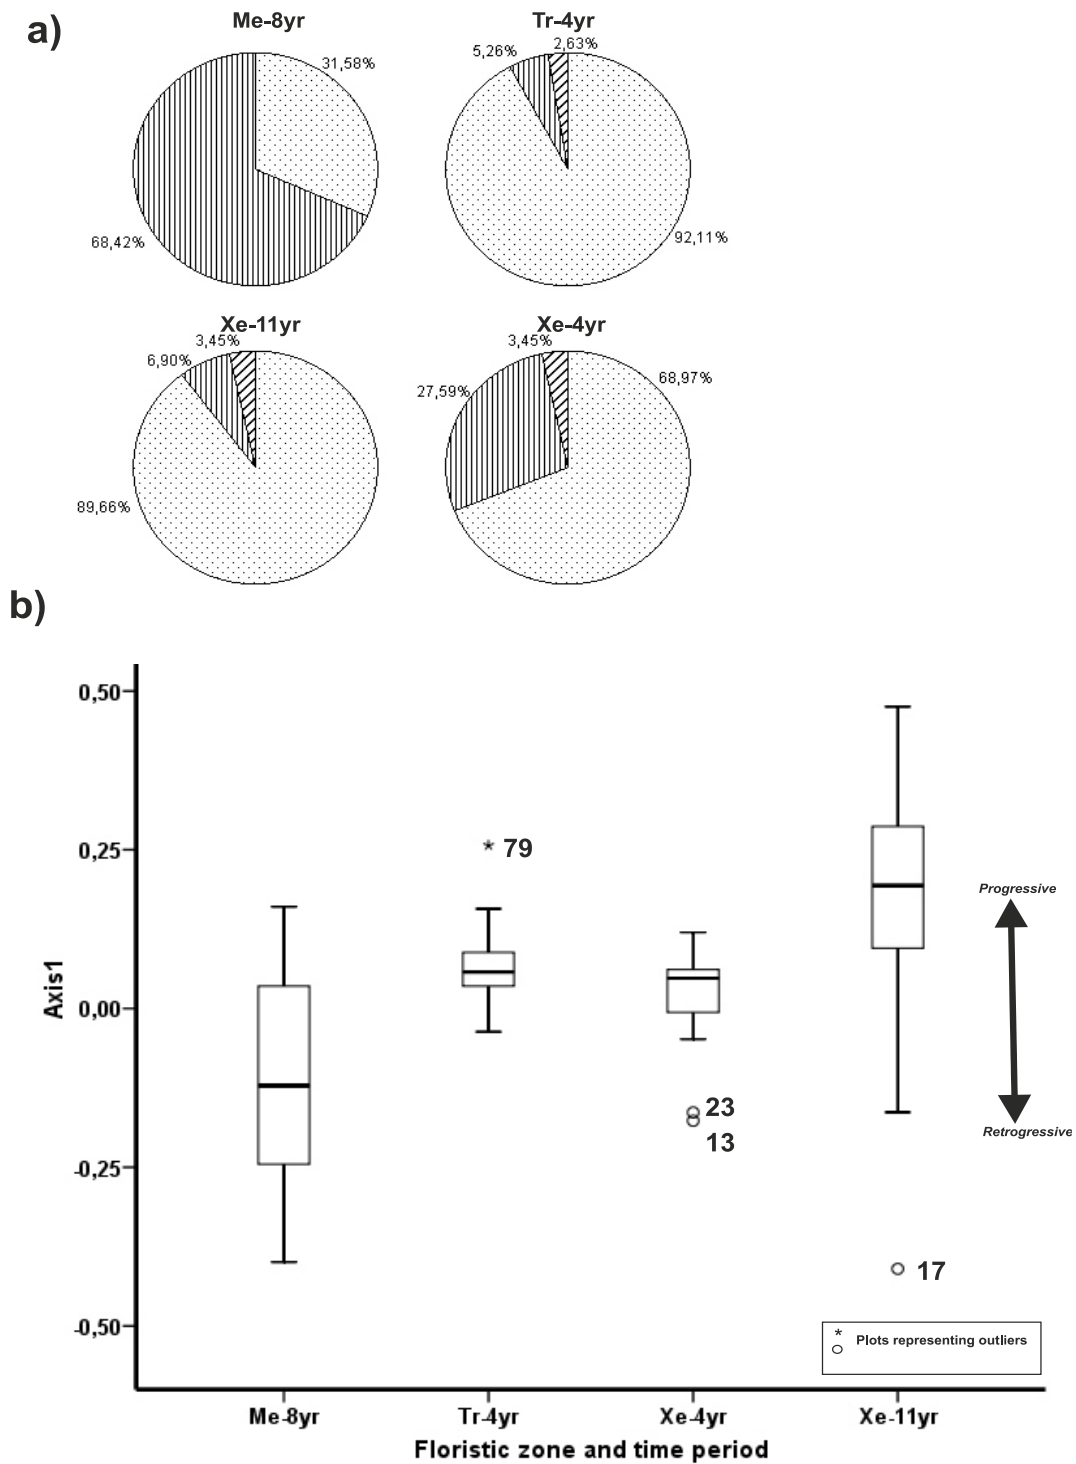 a)
Me-8yr
Tr-4yr
31,58%
68,42%
5,26%
2,63%
92,11%
Xe-11yr
Xe-4yr
3,45%
6,90%
89,66%
3,45%
27,59%
68,97%
b)
0,50
0,25
0,00
-0,25
-0,50
Axis1
79
23
13
17
Progressive
Retrogressive
* Plots representing outliers
Me-8yr
Tr-4yr
Xe-4yr
Xe-11yr
Floristic zone and time period